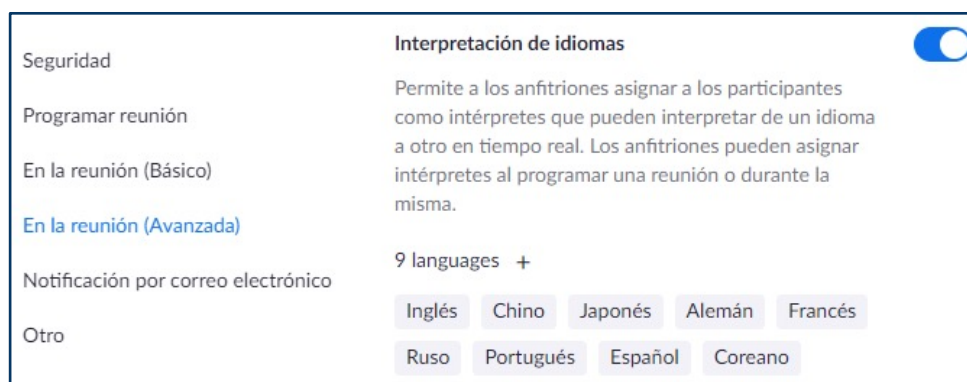 Seguridad
Programar reunión
En la reunión (Básico)
En la reunión (Avanzada)
Notificación por correo electrónico
Otro
Interpretación de idiomas
Permite a los anfitriones asignar a los participantes
como intérpretes que pueden interpretar de un idioma
a otro en tiempo real. Los anfitriones pueden asignar
intérpretes al programar una reunión o durante la
misma.
9 languages +
Inglés Chino Japonés Alemán Francés
Ruso Portugués Español Coreano